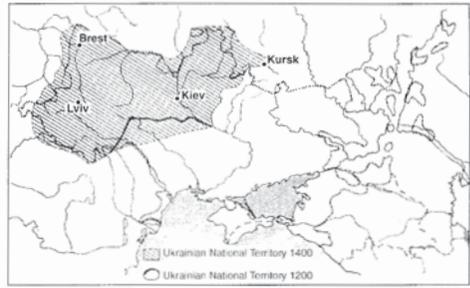 Brest
Kursk
Kiev
Lviv
Ukrainian National Territory 1400
Ukrainian National Territory 1200